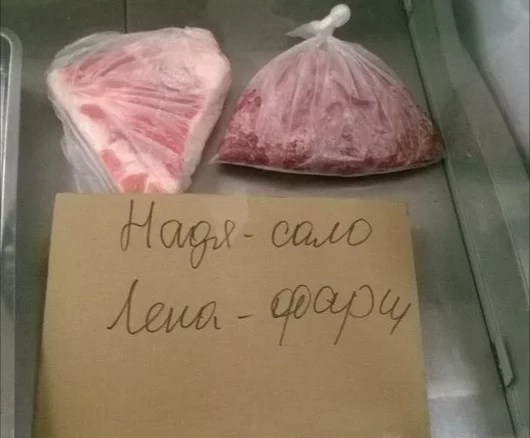 Надя - сало
Лена - фарш